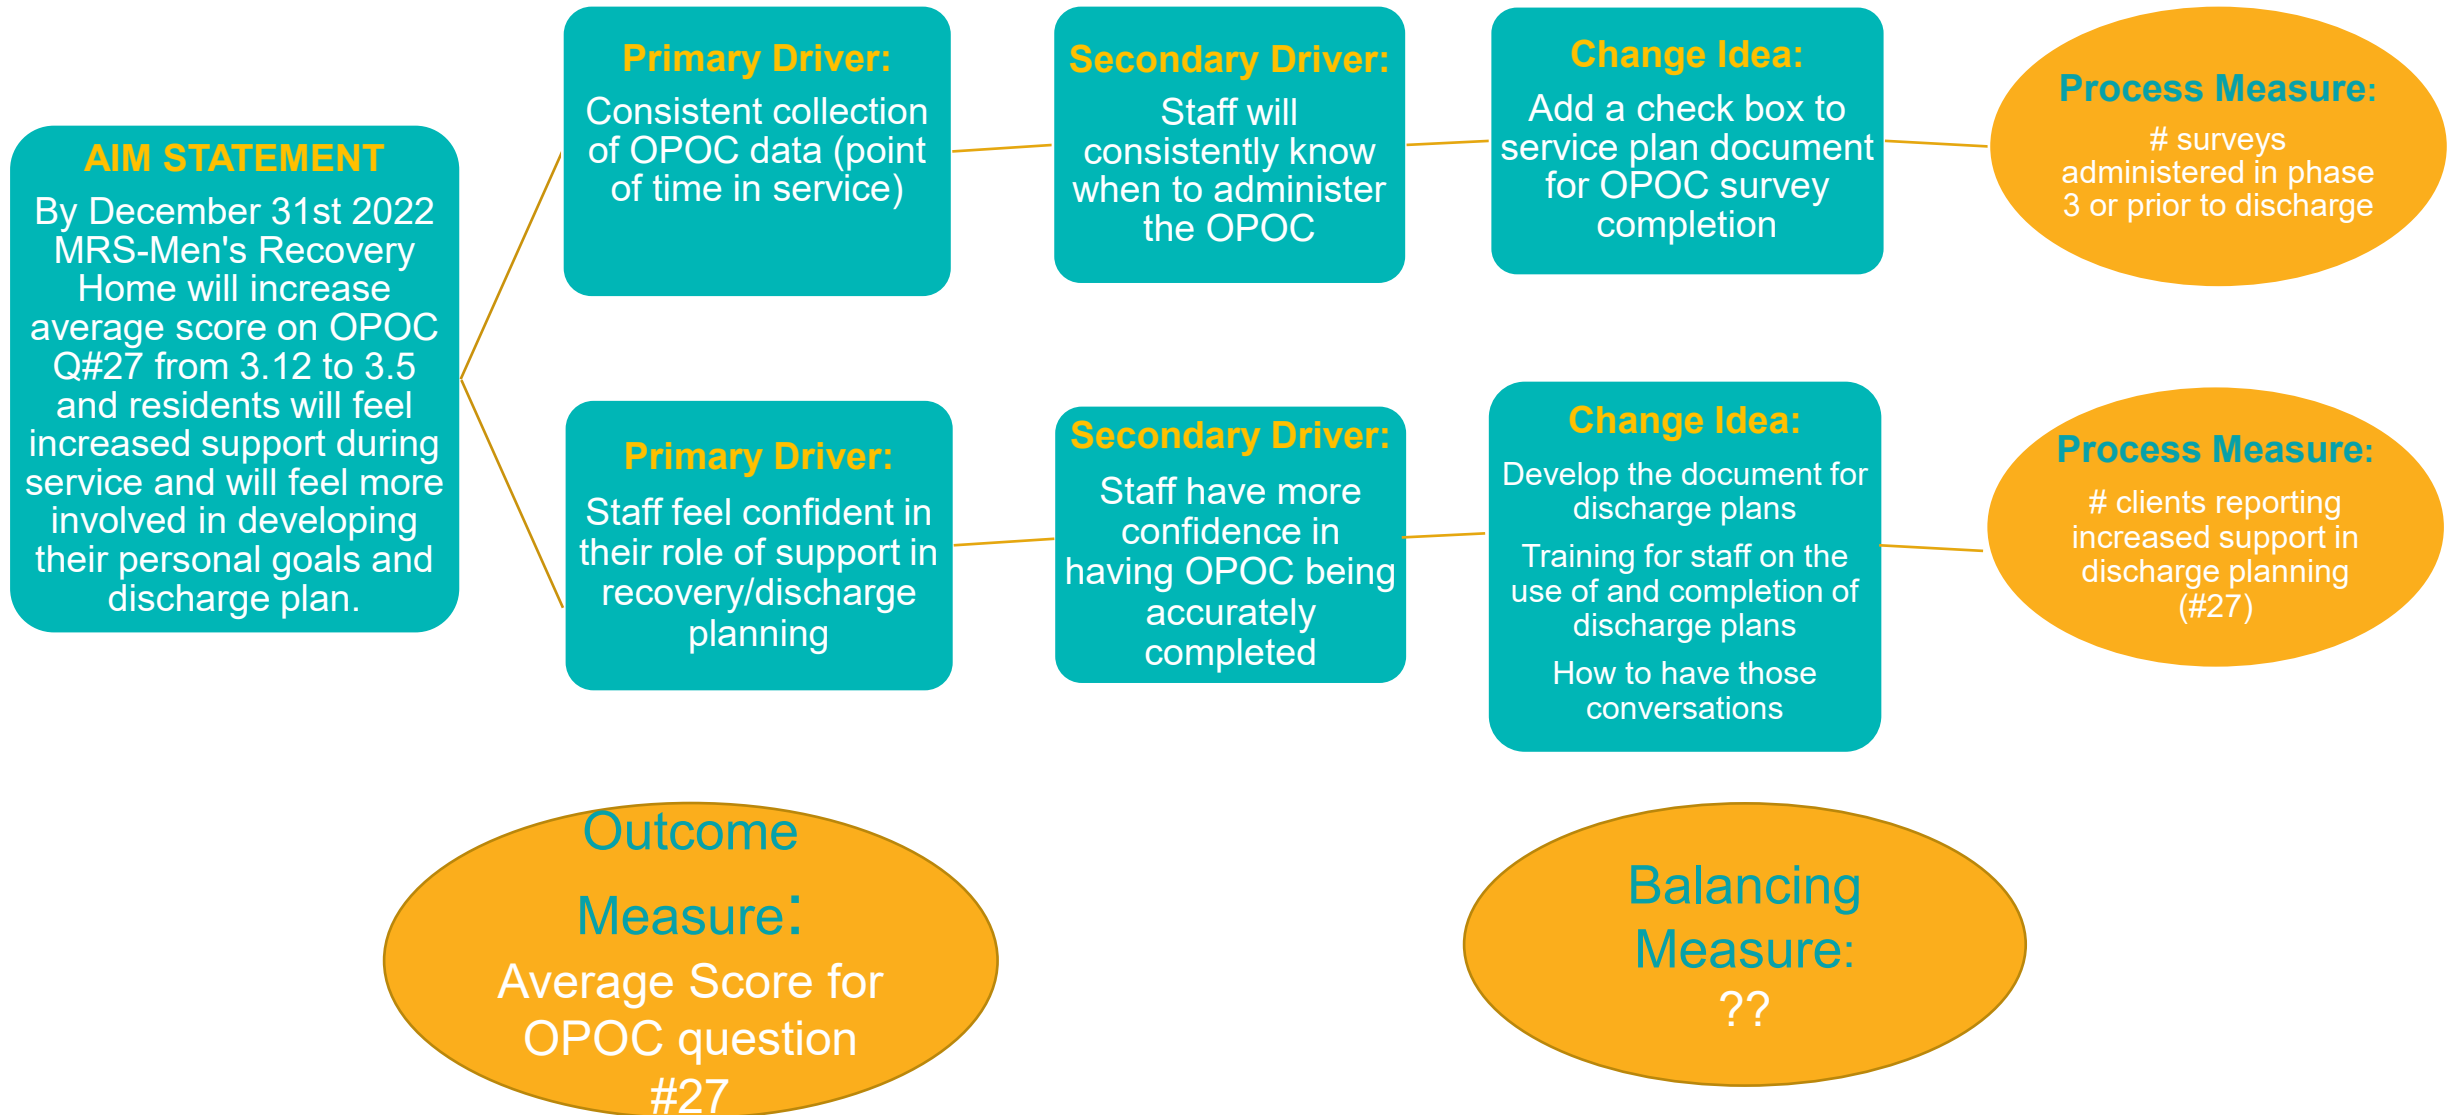 AIM STATEMENT
By December 31st 2022
MRS-Men's Recovery
Home will increase
average score on OPOC
Q#27 from 3.12 to 3.5
and residents will feel
increased support during
service and will feel more
involved in developing
their personal goals and
discharge plan.
Primary Driver:
Consistent collection
of OPOC data (point
of time in service)
Secondary Driver:
Staff will
consistently know
when to administer
the OPOC
Change Idea:
Add a check box to
service plan document
for OPOC survey
completion
Process Measure:
# surveys
administered in phase
3 or prior to discharge
Primary Driver:
Staff feel confident in
their role of support in
recovery/discharge
planning
Secondary Driver:
Staff have more
confidence in
having OPOC being
accurately
completed
Change Idea:
Develop the document for
discharge plans
Training for staff on the
use of and completion of
discharge plans
How to have those
conversations
Process Measure:
# clients reporting
increased support in
discharge planning
(#27)
Outcome
Measure:
Average Score for
OPOC question
#27
Balancing
Measure:
??